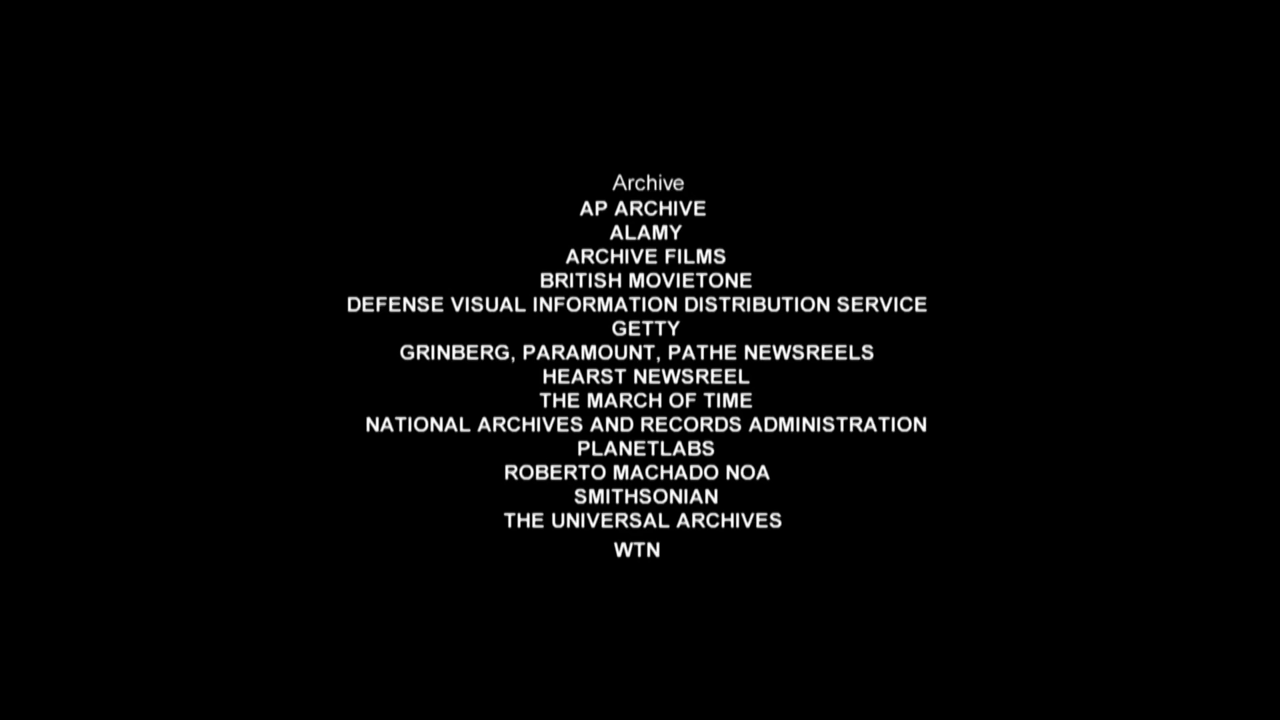 Archive
AP ARCHIVE
ALAMY
ARCHIVE FILMS
BRITISH MOVIETONE
DEFENSE VISUAL INFORMATION DISTRIBUTION SERVICE
GETTY
GRINBERG, PARAMOUNT, PATHE NEWSREELS
HEARST NEWSREEL
THE MARCH OF TIME
NATIONAL ARCHIVES AND RECORDS ADMINISTRATION
PLANETLABS
ROBERTO MACHADO NOA
SMITHSONIAN
THE UNIVERSAL ARCHIVES
WTN